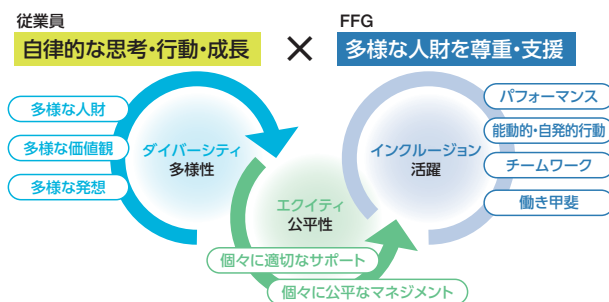 従業員
自律的な思考・行動・成長
×
FFG
多様な人財を尊重・支援
多様な人財
多様な価値観
多様な発想
ダイバーシティ
多様性
エクイティ
公平性
個々に適切なサポート
個々に公平なマネジメント
インクルージョン
活躍
パフォーマンス
能動的・自発的行動
チームワーク
働き甲斐